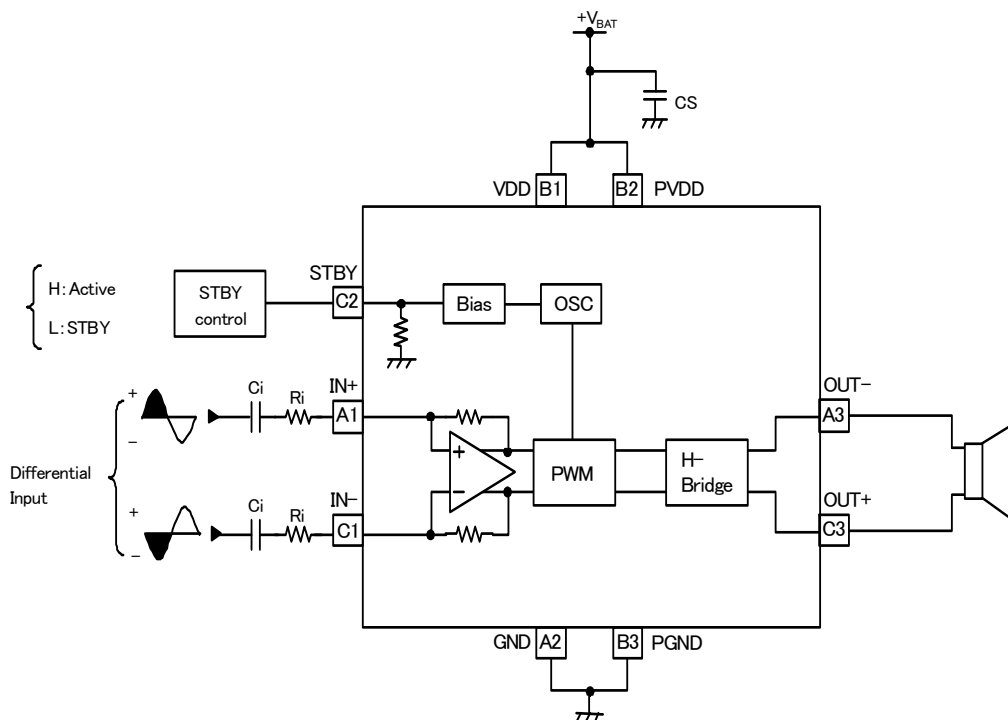 +VBAT
CS
VDD B1 B2 PVDD
STBY
H:Active
L:STBY
STBY
control
C2
Bias
OSC
IN+
OUT-
+
Ci
Ri
A1
A3
-
+
PWM
H-
Bridge
Differential
Input
-
IN-
OUT+
+
Ci
Ri
C1
C3
-
GND A2 B3 PGND